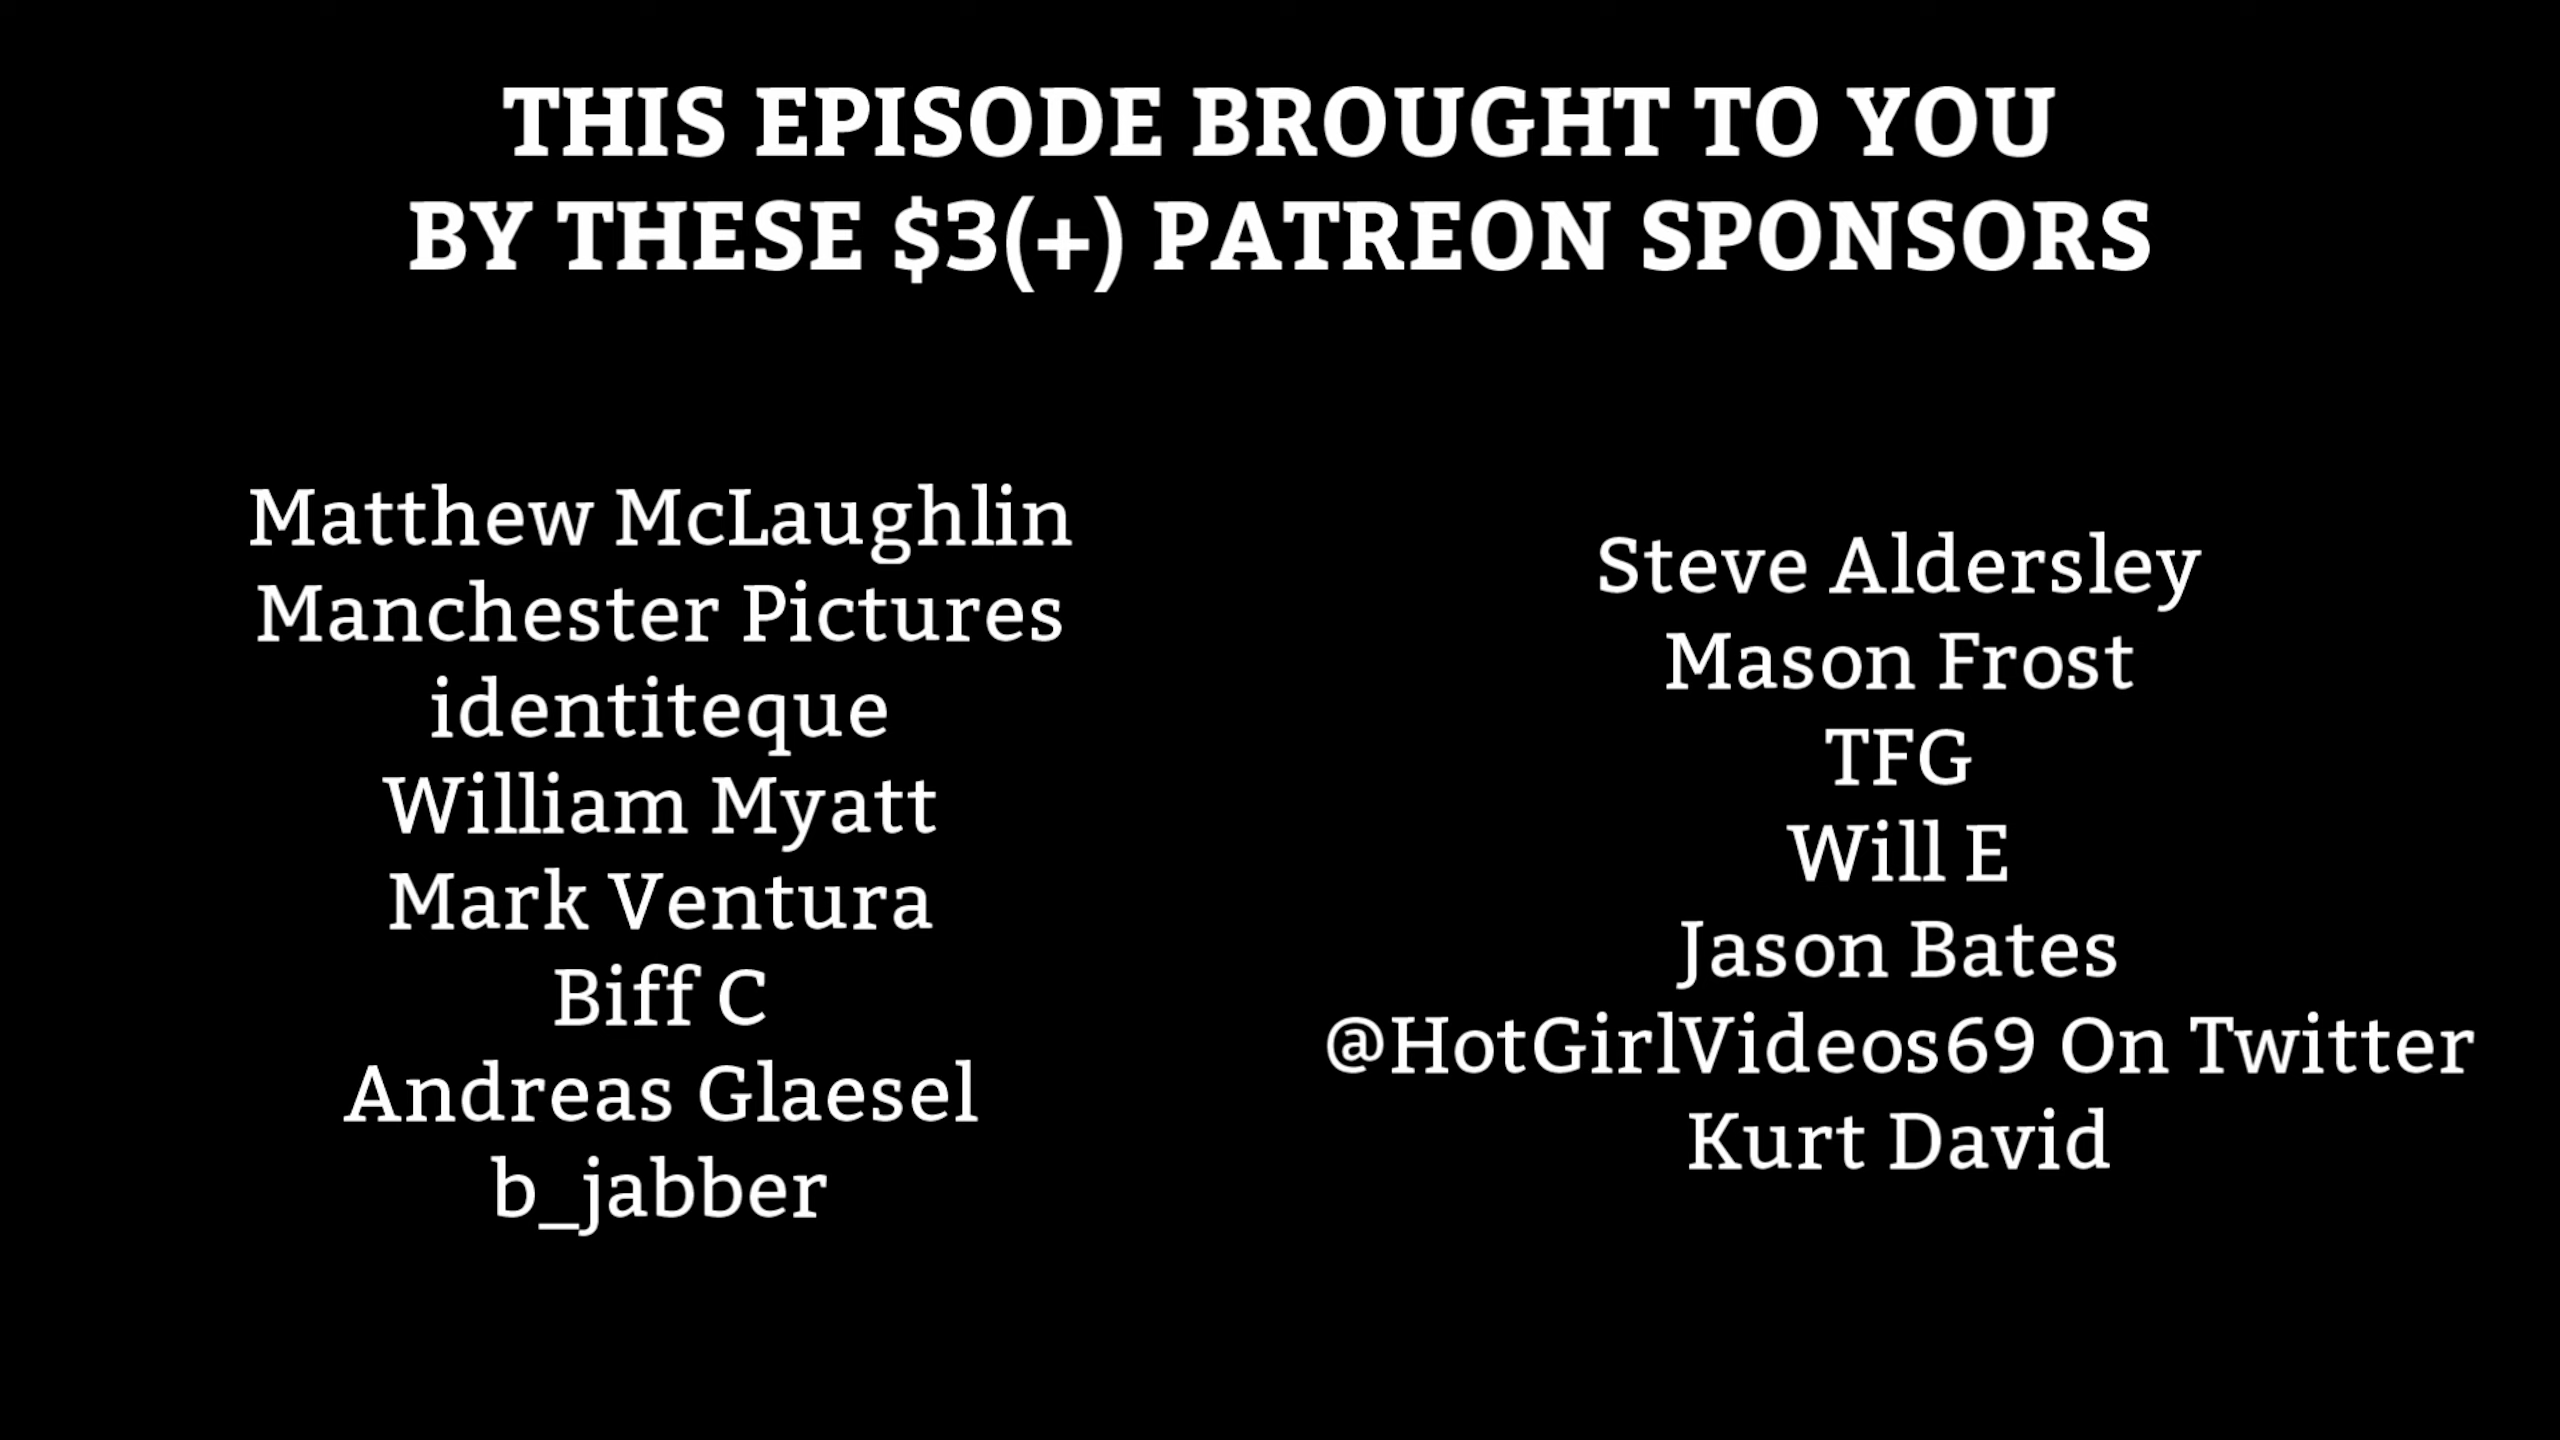 THIS EPISODE BROUGHT TO YOU
BY THESE $3(+) PATREON SPONSORS
Matthew McLaughlin
Manchester Pictures
identiteque
William Myatt
Mark Ventura
Biff C
Andreas Glaesel
b_jabber
Steve Aldersley
Mason Frost
TFG
Will E
Jason Bates
@HotGirlVideos69 On Twitter
Kurt David